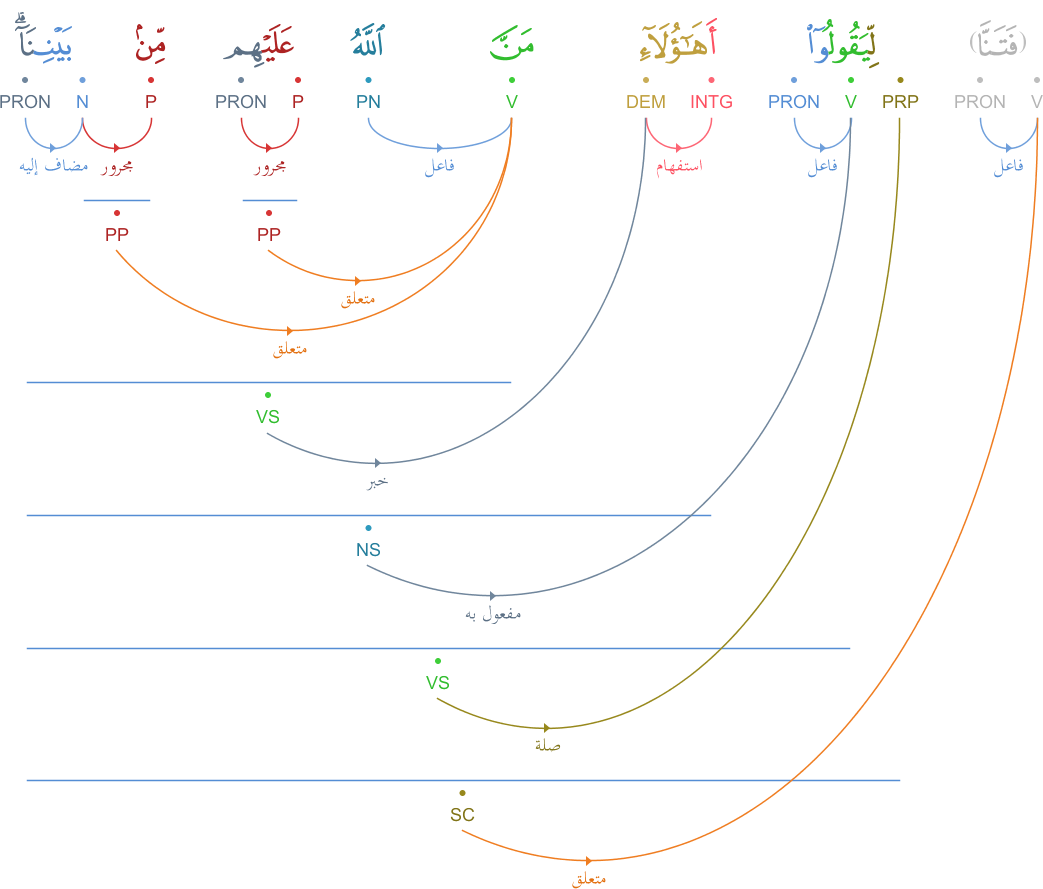 (فَتَنَّا) لِّيَقُولُوٓا۟ أَهَـٰٓؤُلَآءِ مَنَّ ٱللَّهُ عَلَيْهِم مِّنۢ بَيْنِنَآ ۗ
PRON N P PRON P PN V DEM INTG PRON V PRP PRON V
مضاف إليه مجرور مجرور فاعل استفهام فاعل فاعل
PP PP
متعلق
متعلق
VS
خبر
NS
مفعول به
VS
صلة
SC
متعلق